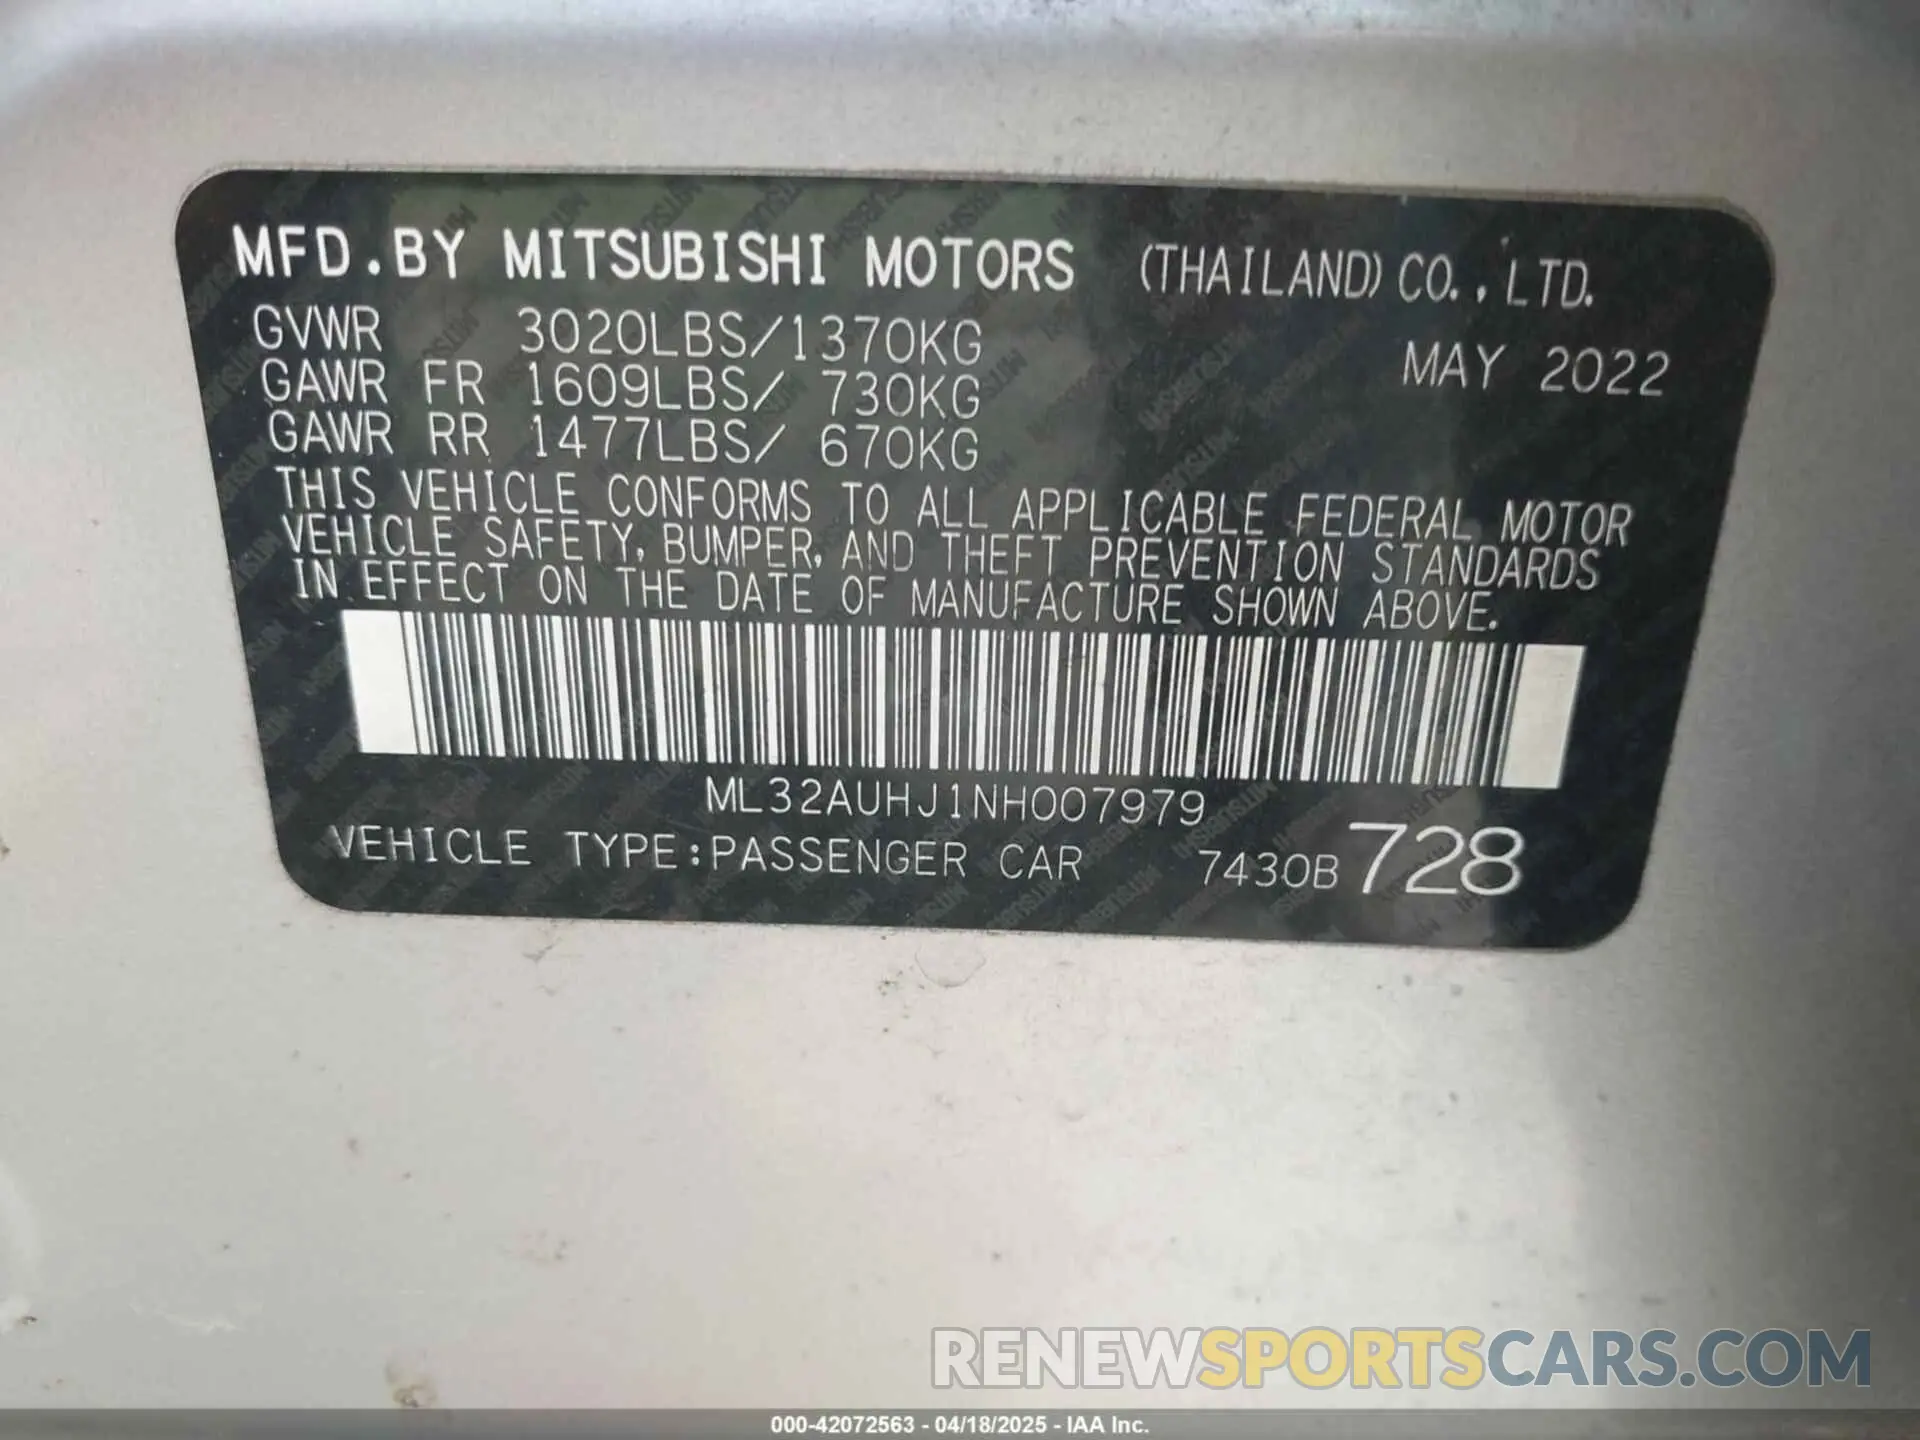 MFD.BY MITSUBISHI MOTORS (THAILAND) CO., LTD.
GVWR 3020LBS/1370KG MAY 2022
GAWR FR 1609LBS/ 730KG
GAWR RR 1477LBS/ 670KG
THIS VEHICLE CONFORMS TO ALL APPLICABLE FEDERAL MOTOR
VEHICLE SAFETY, BUMPER, AND THEFT PREVENTION STANDARDS
IN EFFECT ON THE DATE OF MANUFACTURE SHOWN ABOVE.
ML32AUHJ1NH007979
VEHICLE TYPE:PASSENGER CAR 7430B 728
RENEWSPORTSCARS.COM
000-42072563 - 04/18/2025 - IAA Inc.